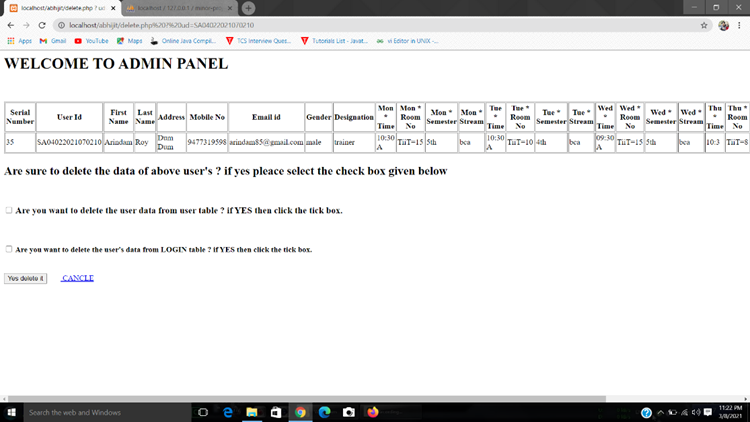 localhost/abhijit/delete.php ? ud
localhost / 127.0.0.1 / minor-pro
localhost/abhijit/delete.php%20?%20ud=SA04022021070210
Apps Gmail YouTube Maps Online Java Compil... TCS Interview Ques... Tutorials List - Javat... vi Editor in UNIX -...
WELCOME TO ADMIN PANEL
Serial Number User Id First Name Last Name Address Mobile No Email id Gender Designation Mon * Time Mon * Room No Mon * Semester Mon * Stream Tue * Time Tue * Room No Tue * Semester Tue * Stream Wed * Time Wed * Room No Wed * Semester Wed * Stream Thu * Time Thu * Room No
35 SA04022021070210 Arindam Roy Dum Dum 9477319598 arindam85@gmail.com male trainer 10:30 A TiiT=15 5th bca 10:30 A TiiT=10 4th bca 09:30 A TiiT=15 5th bca 10:3 TiiT=8
Are sure to delete the data of above user's ? if yes pleace select the check box given below
Are you want to delete the user data from user table ? if YES then click the tick box.
Are you want to delete the user's data from LOGIN table ? if YES then click the tick box.
Yes delete it CANCLE
Search the web and Windows
11:22 PM
3/8/2021